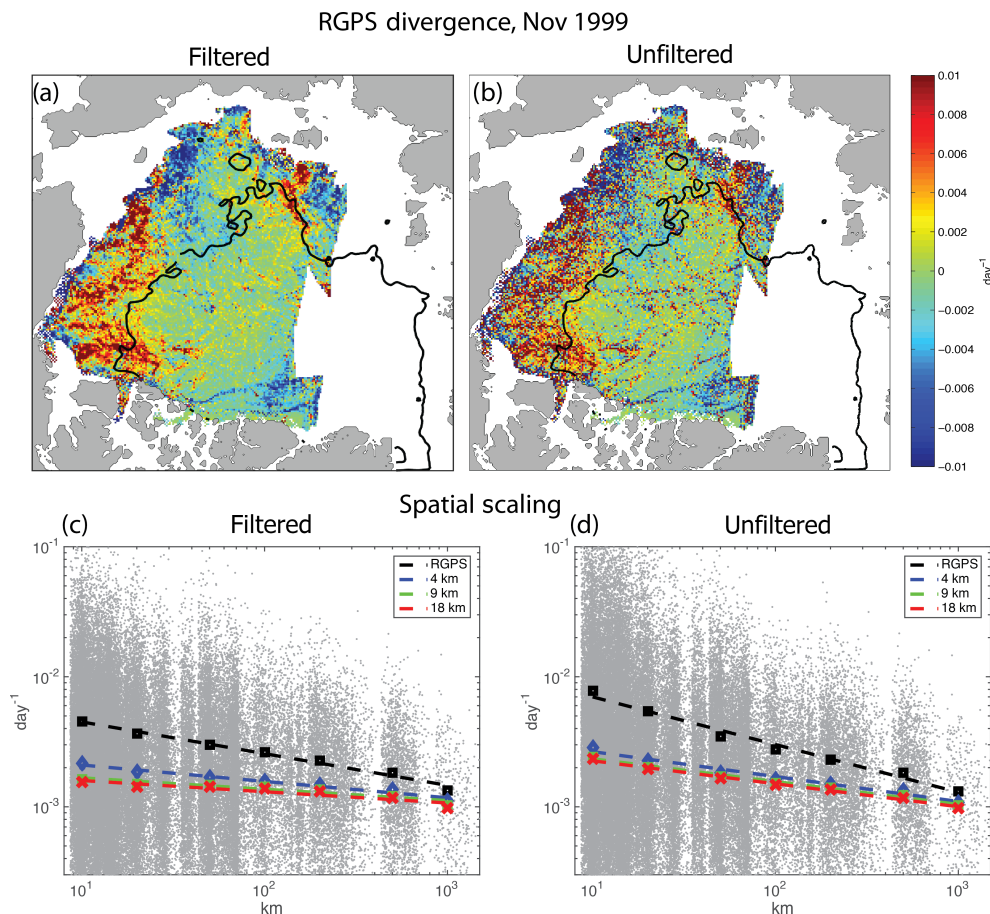 RGPS divergence, Nov 1999
Filtered
Unfiltered
(a)
(b)
0.01
0.008
0.006
0.004
0.002
0
−0.002
−0.004
−0.006
−0.008
−0.01
day⁻¹
Spatial scaling
(c)
Filtered
(d)
Unfiltered
10⁻¹
10⁻²
10⁻³
day⁻¹
RGPS
4 km
9 km
18 km
10¹
10²
10³
km
10⁻¹
10⁻²
10⁻³
day⁻¹
RGPS
4 km
9 km
18 km
10¹
10²
10³
km